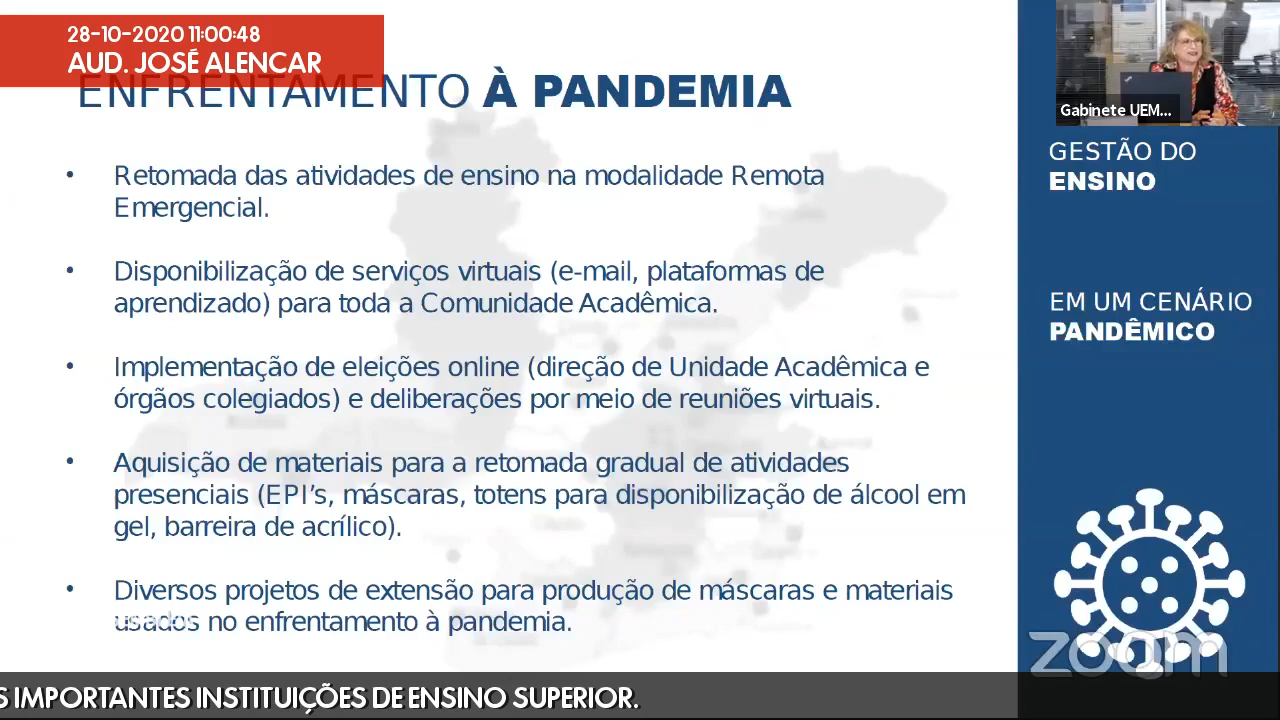 28-10-2020 11:00:48
AUD. JOSÉ ALENCAR
ENFRENTAMENTO À PANDEMIA
• Retomada das atividades de ensino na modalidade Remota
Emergencial.
• Disponibilização de serviços virtuais (e-mail, plataformas de
aprendizado) para toda a Comunidade Acadêmica.
• Implementação de eleições online (direção de Unidade Acadêmica e
órgãos colegiados) e deliberações por meio de reuniões virtuais.
• Aquisição de materiais para a retomada gradual de atividades
presenciais (EPI’s, máscaras, totens para disponibilização de álcool em
gel, barreira de acrílico).
• Diversos projetos de extensão para produção de máscaras e materiais
usados no enfrentamento à pandemia.
Gabinete UEM...
GESTÃO DO
ENSINO
EM UM CENÁRIO
PANDÊMICO
zoom
S IMPORTANTES INSTITUIÇÕES DE ENSINO SUPERIOR.